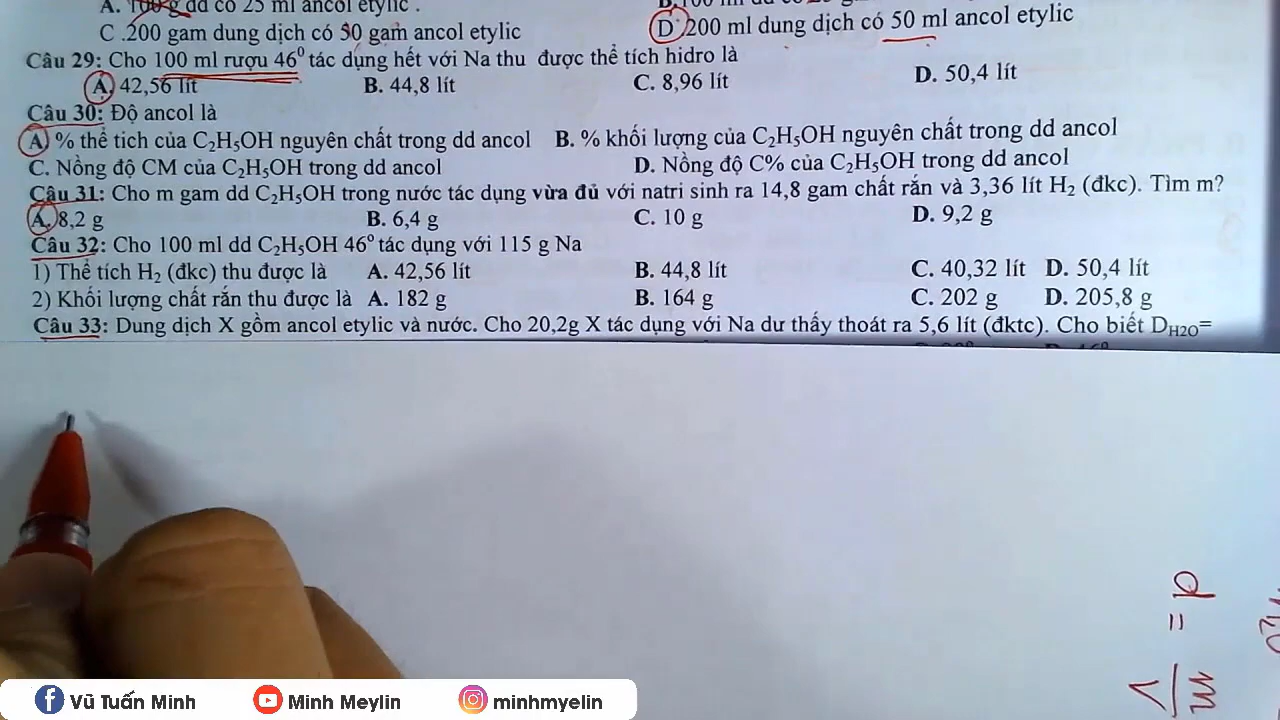 A. 100 g dd có 25 ml ancol etylic .
C .200 gam dung dịch có 50 gam ancol etylic D 200 ml dung dịch có 50 ml ancol etylic
Câu 29: Cho 100 ml rượu 46⁰ tác dụng hết với Na thu được thể tích hidro là
A. 42,56 lít B. 44,8 lít C. 8,96 lít D. 50,4 lít
Câu 30: Độ ancol là
A) % thể tich của C₂H₅OH nguyên chất trong dd ancol B. % khối lượng của C₂H₅OH nguyên chất trong dd ancol
C. Nồng độ CM của C₂H₅OH trong dd ancol D. Nồng độ C% của C₂H₅OH trong dd ancol
Câu 31: Cho m gam dd C₂H₅OH trong nước tác dụng vừa đủ với natri sinh ra 14,8 gam chất rắn và 3,36 lít H₂ (đkc). Tìm m?
A. 8,2 g B. 6,4 g C. 10 g D. 9,2 g
Câu 32: Cho 100 ml dd C₂H₅OH 46⁰ tác dụng với 115 g Na
1) Thể tích H₂ (đkc) thu được là A. 42,56 lít B. 44,8 lít C. 40,32 lít D. 50,4 lít
2) Khối lượng chất rắn thu được là A. 182 g B. 164 g C. 202 g D. 205,8 g
Câu 33: Dung dịch X gồm ancol etylic và nước. Cho 20,2g X tác dụng với Na dư thấy thoát ra 5,6 lít (đktc). Cho biết D_H2O=
d = m/V
Vũ Tuấn Minh Minh Meylin minhmyelin